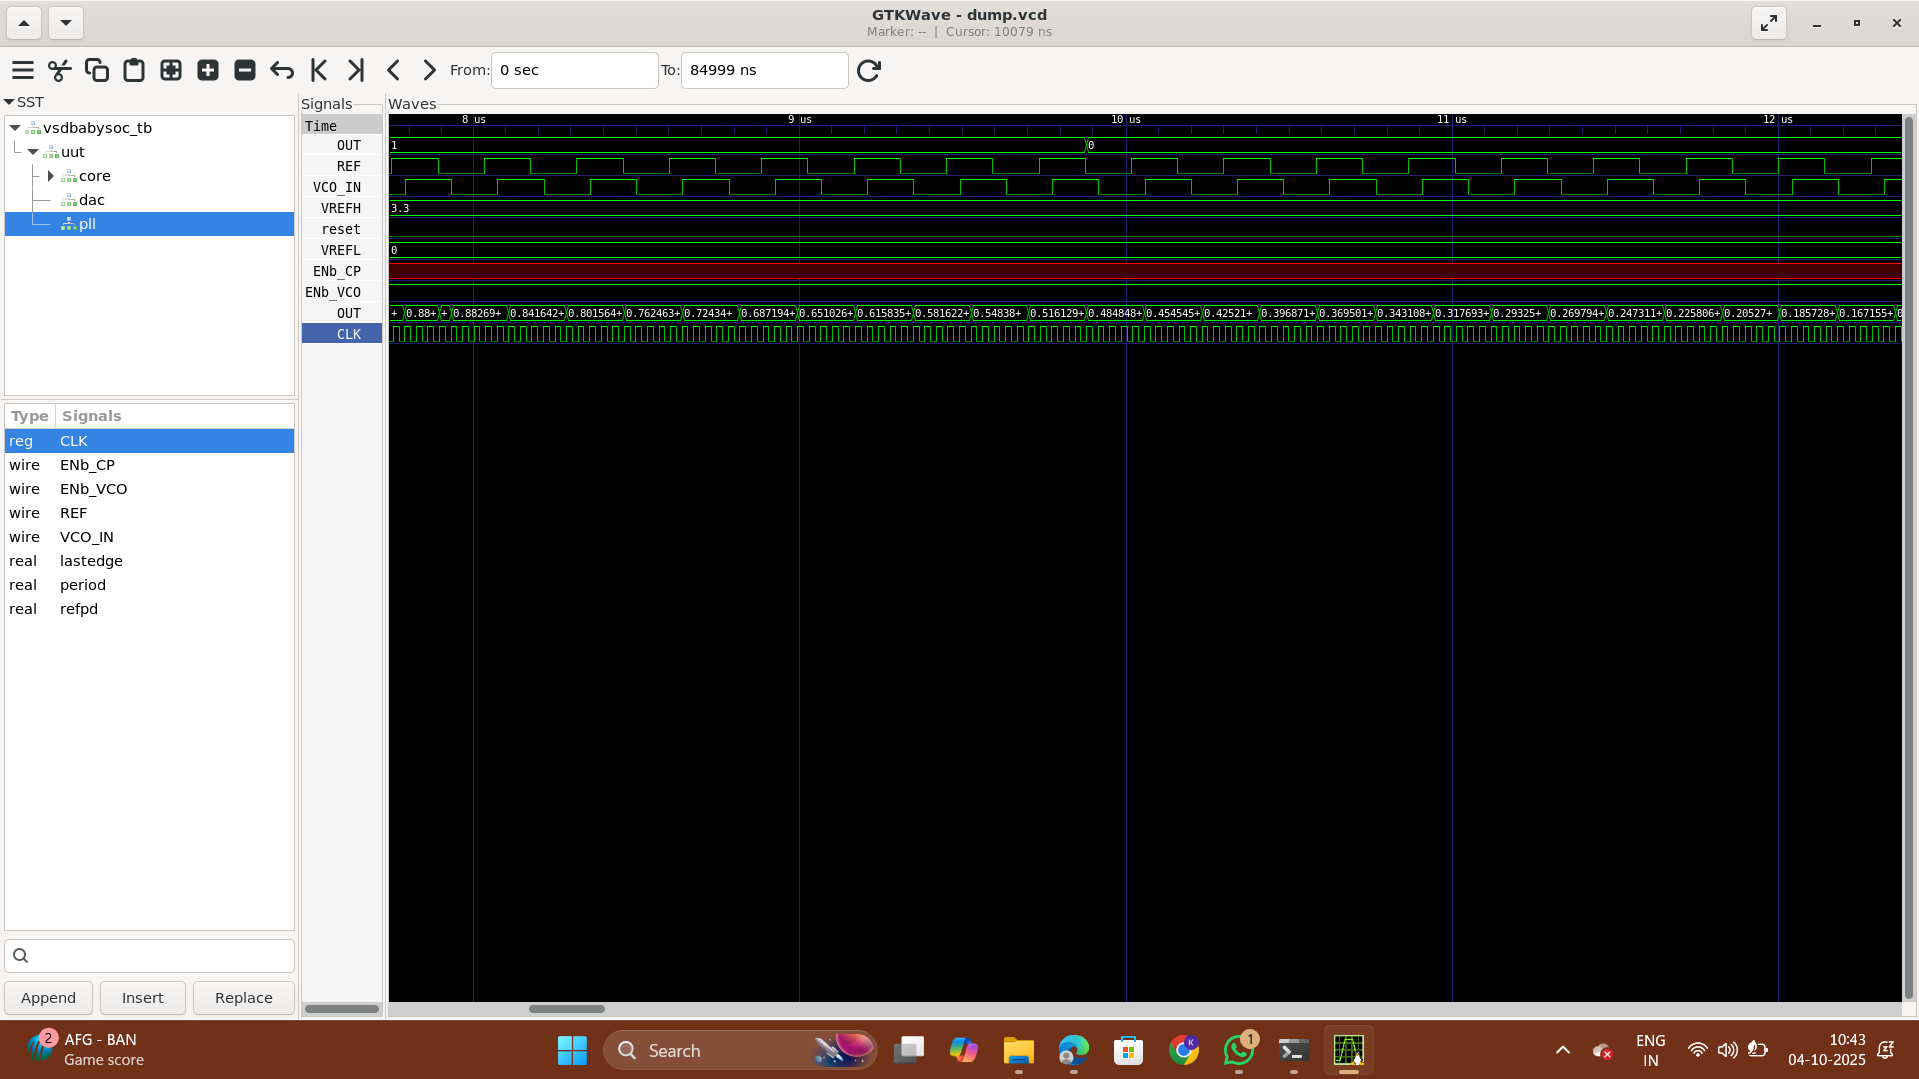 GTKWave - dump.vcd
Marker: -- | Cursor: 10079 ns
From: 0 sec To: 84999 ns
SST
vsdbabysoc_tb
uut
core
dac
pll
Type Signals
reg CLK
wire ENb_CP
wire ENb_VCO
wire REF
wire VCO_IN
real lastedge
real period
real refpd
Append Insert Replace
Signals
Time
OUT
REF
VCO_IN
VREFH
reset
VREFL
ENb_CP
ENb_VCO
OUT
CLK
Waves
8 us 9 us 10 us 11 us 12 us
1 0
3.3
0
+ 0.88+ + 0.88269+ 0.841642+ 0.801564+ 0.762463+ 0.72434+ 0.687194+ 0.651026+ 0.615835+ 0.581622+ 0.54838+ 0.516129+ 0.484848+ 0.454545+ 0.42521+ 0.396871+ 0.369501+ 0.343108+ 0.317693+ 0.29325+ 0.269794+ 0.247311+ 0.225806+ 0.20527+ 0.185728+ 0.167155+ 0
2 AFG - BAN
Game score
Search
K
1
ENG
IN
10:43
04-10-2025